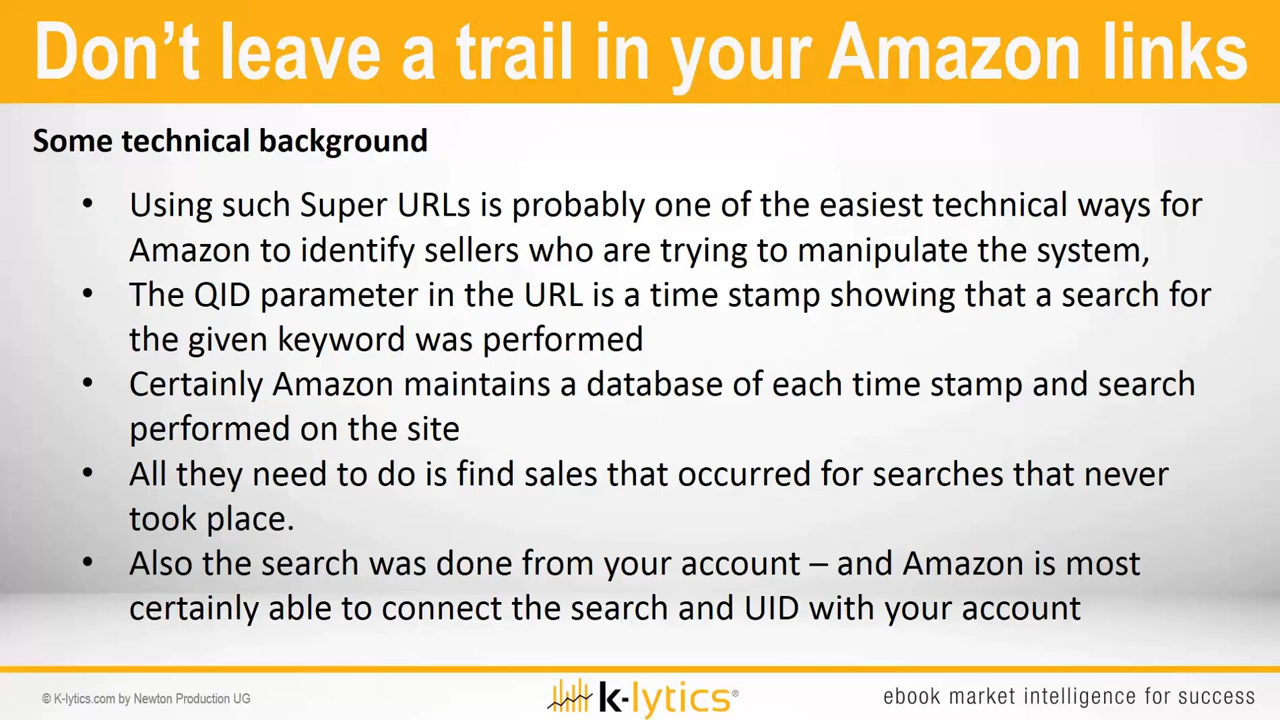 Don’t leave a trail in your Amazon links
Some technical background
• Using such Super URLs is probably one of the easiest technical ways for
Amazon to identify sellers who are trying to manipulate the system,
• The QID parameter in the URL is a time stamp showing that a search for
the given keyword was performed
• Certainly Amazon maintains a database of each time stamp and search
performed on the site
• All they need to do is find sales that occurred for searches that never
took place.
• Also the search was done from your account – and Amazon is most
certainly able to connect the search and UID with your account
© K-lytics.com by Newton Production UG
k-lytics®
ebook market intelligence for success